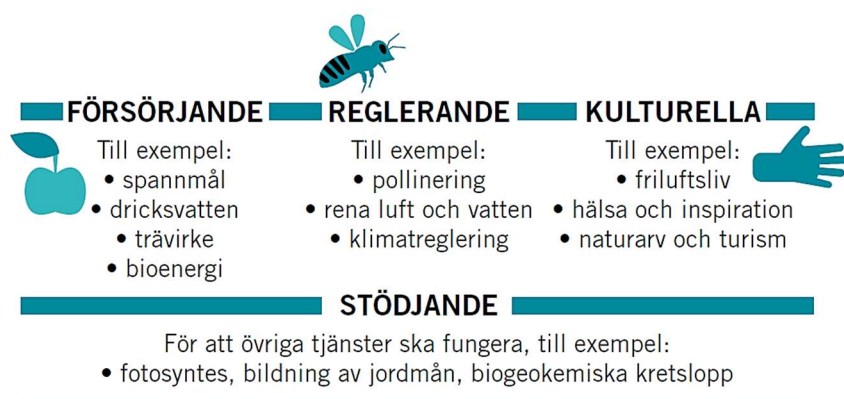 FÖRSÖRJANDE
Till exempel:
• spannmål
• dricksvatten
• trävirke
• bioenergi
REGLERANDE
Till exempel:
• pollinering
• rena luft och vatten
• klimatreglering
KULTURELLA
Till exempel:
• friluftsliv
• hälsa och inspiration
• naturarv och turism
STÖDJANDE
För att övriga tjänster ska fungera, till exempel:
• fotosyntes, bildning av jordmån, biogeokemiska kretslopp